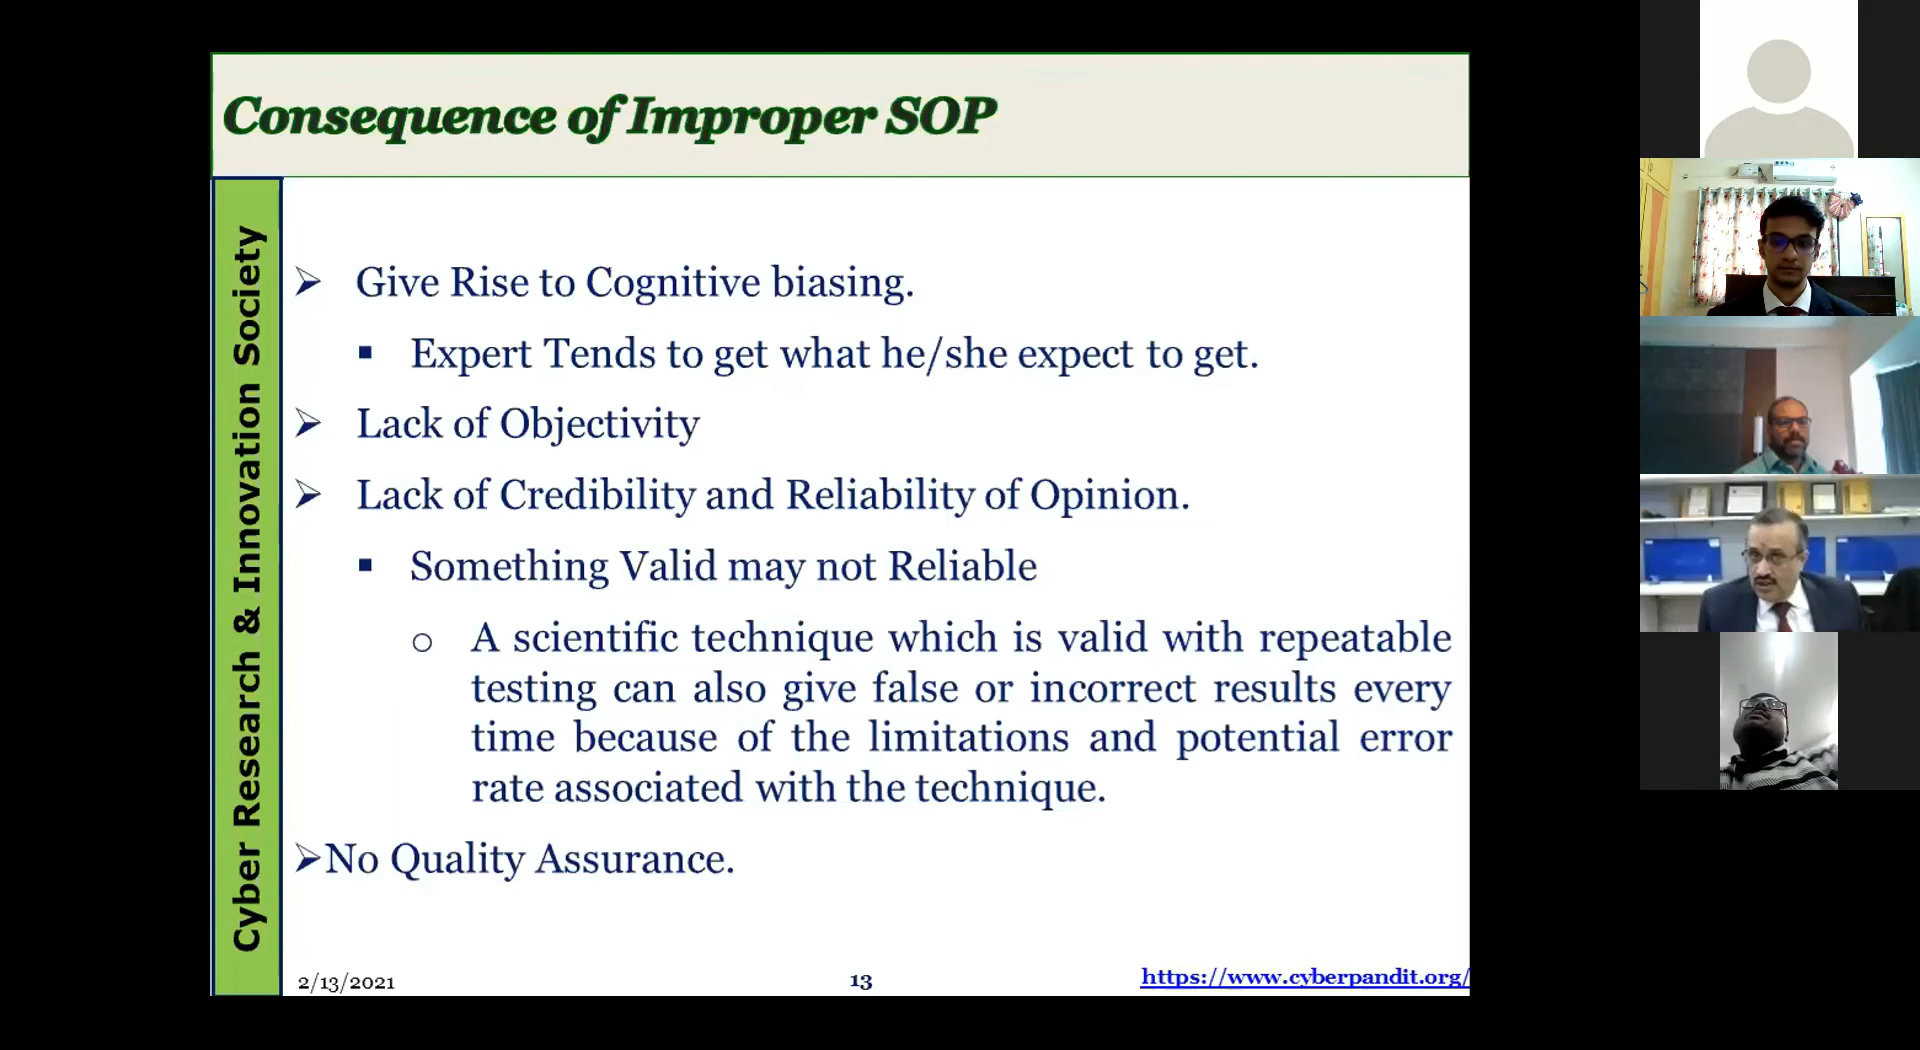 Consequence of Improper SOP
Cyber Research & Innovation Society
➢ Give Rise to Cognitive biasing.
▪ Expert Tends to get what he/she expect to get.
➢ Lack of Objectivity
➢ Lack of Credibility and Reliability of Opinion.
▪ Something Valid may not Reliable
o A scientific technique which is valid with repeatable
testing can also give false or incorrect results every
time because of the limitations and potential error
rate associated with the technique.
➢No Quality Assurance.
2/13/2021
13
https://www.cyberpandit.org/